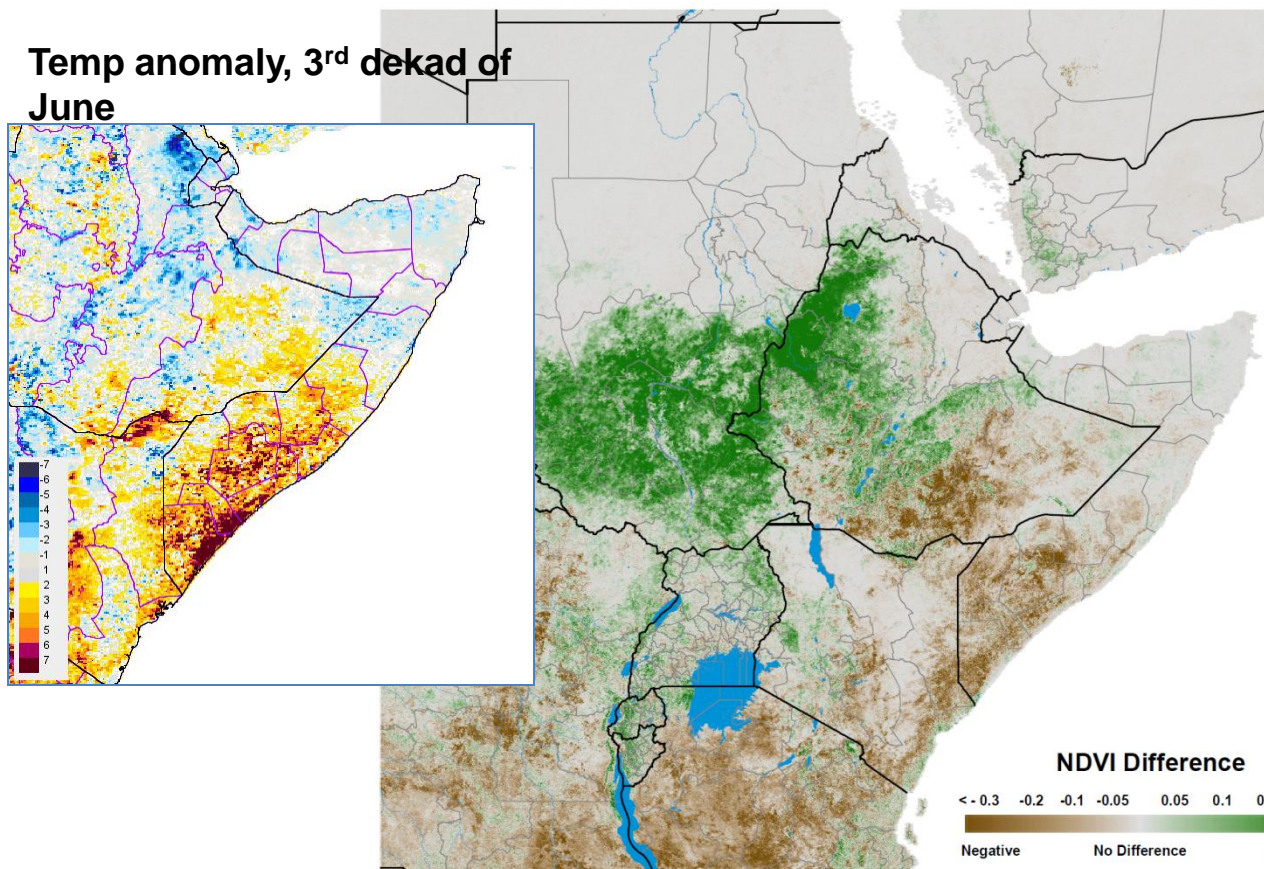 Temp anomaly, 3rd dekad of
June
-7
-6
-5
-4
-3
-2
-1
1
2
3
4
5
6
7
NDVI Difference
< - 0.3 -0.2 -0.1 -0.05 0.05 0.1 0
Negative No Difference